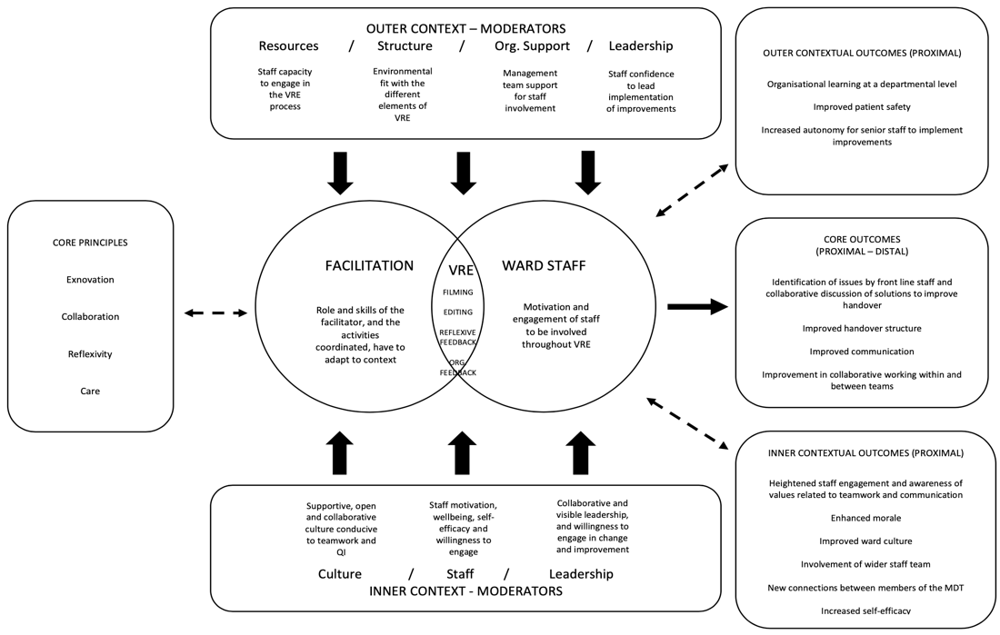 OUTER CONTEXT – MODERATORS
Resources / Structure / Org. Support / Leadership
Staff capacity
to engage in
the VRE
process
Environmental
fit with the
different
elements of
VRE
Management
team support
for staff
involvement
Staff confidence
to lead
implementation
of improvements
OUTER CONTEXTUAL OUTCOMES (PROXIMAL)
Organisational learning at a departmental level
Improved patient safety
Increased autonomy for senior staff to implement
improvements
CORE PRINCIPLES
Exnovation
Collaboration
Reflexivity
Care
FACILITATION
Role and skills of the
facilitator, and the
activities
coordinated, have to
adapt to context
VRE
FILMING
EDITING
REFLEXIVE
FEEDBACK
ORG.
FEEDBACK
WARD STAFF
Motivation and
engagement of staff
to be involved
throughout VRE
CORE OUTCOMES
(PROXIMAL – DISTAL)
Identification of issues by front line staff and
collaborative discussion of solutions to improve
handover
Improved handover structure
Improved communication
Improvement in collaborative working within and
between teams
Supportive, open
and collaborative
culture conducive
to teamwork and
QI
Staff motivation,
wellbeing, self-
efficacy and
willingness to
engage
Collaborative and
visible leadership,
and willingness to
engage in change
and improvement
Culture / Staff / Leadership
INNER CONTEXT - MODERATORS
INNER CONTEXTUAL OUTCOMES (PROXIMAL)
Heightened staff engagement and awareness of
values related to teamwork and communication
Enhanced morale
Improved ward culture
Involvement of wider staff team
New connections between members of the MDT
Increased self-efficacy